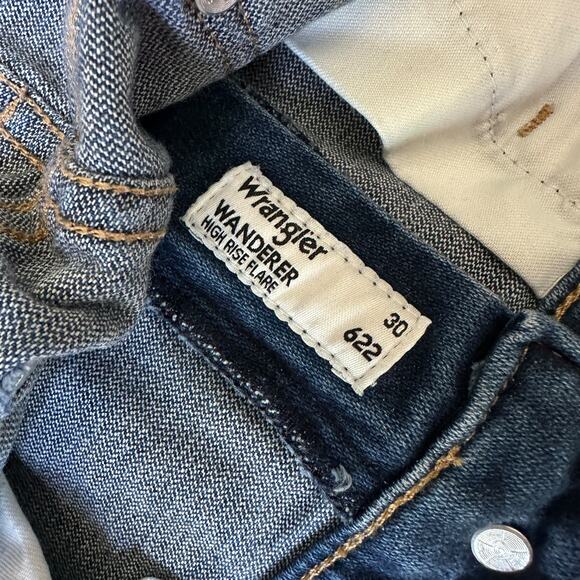 Wrangler
WANDERER
HIGH RISE FLARE
30
622